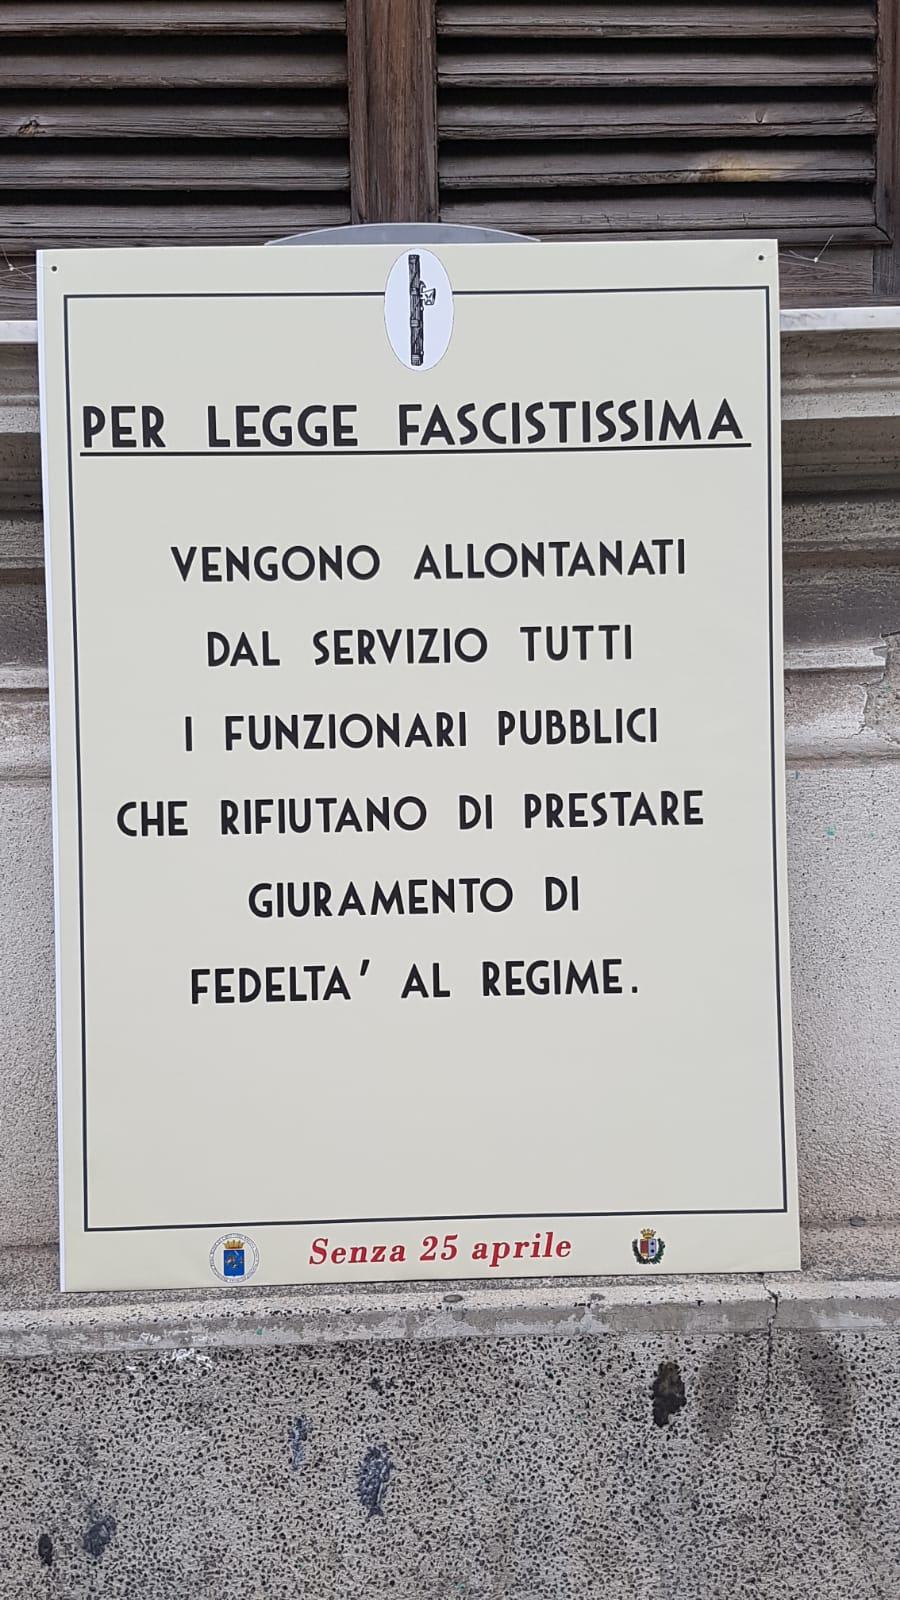 PER LEGGE FASCISTISSIMA
VENGONO ALLONTANATI
DAL SERVIZIO TUTTI
I FUNZIONARI PUBBLICI
CHE RIFIUTANO DI PRESTARE
GIURAMENTO DI
FEDELTA' AL REGIME.
Senza 25 aprile